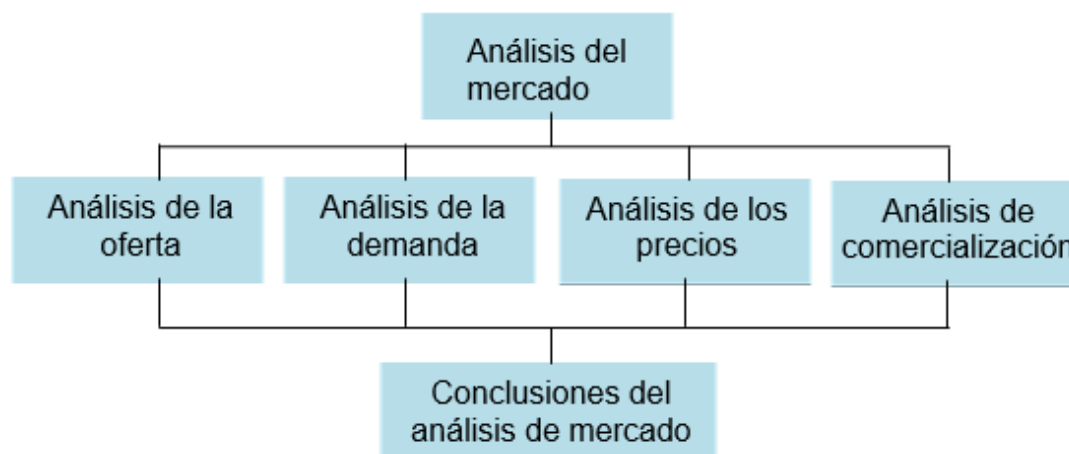 Análisis del
mercado
Análisis de la
oferta
Análisis de la
demanda
Análisis de los
precios
Análisis de
comercialización
Conclusiones del
análisis de mercado